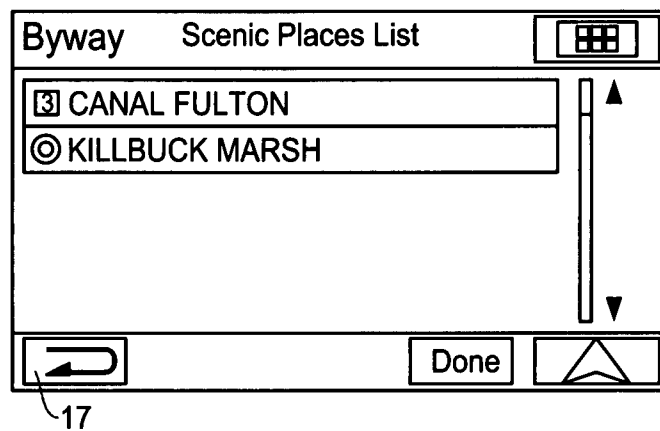 Byway Scenic Places List
3 CANAL FULTON
KILLBUCK MARSH
Done
17